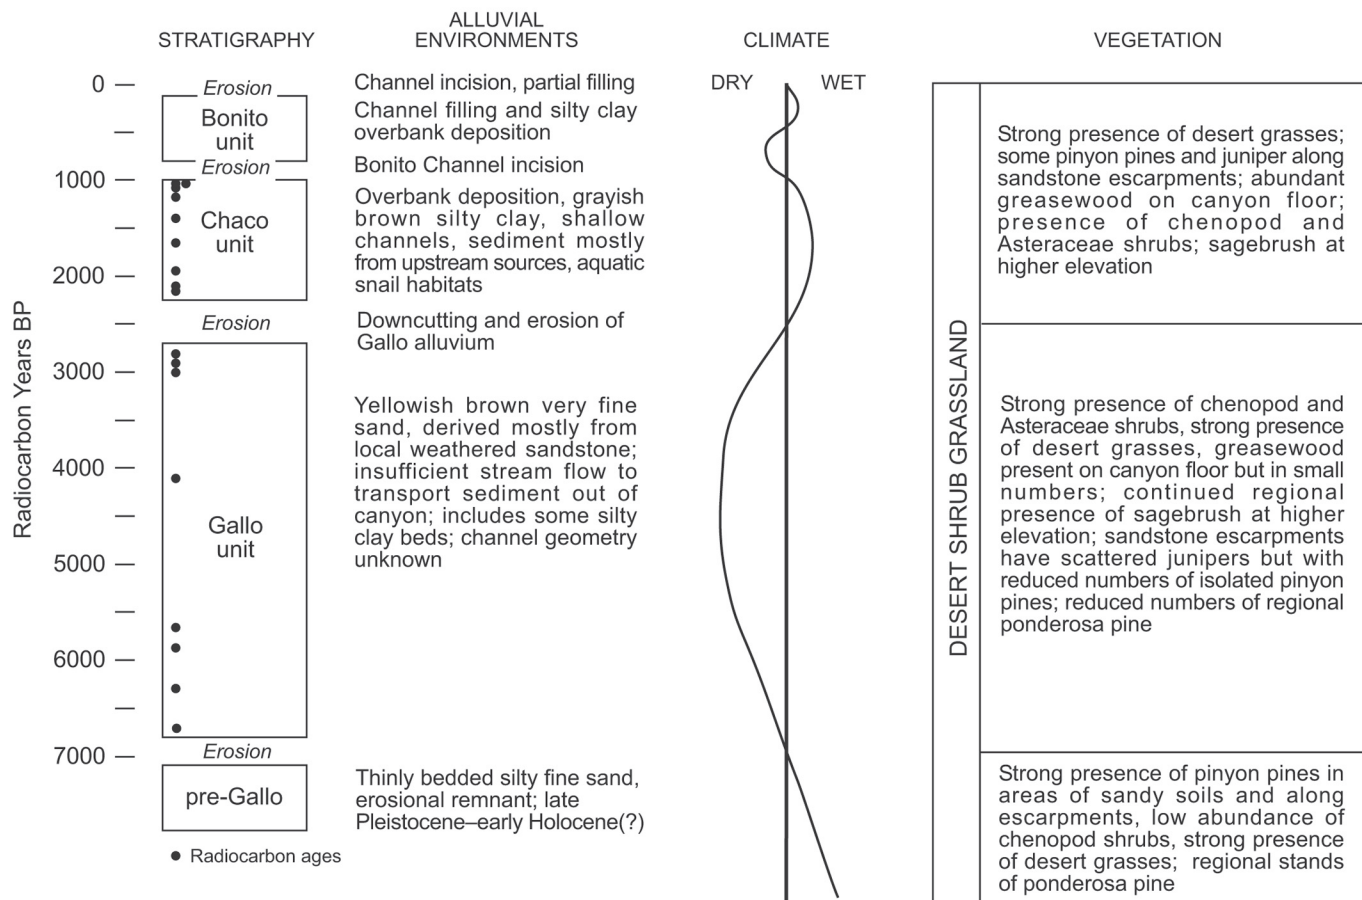 STRATIGRAPHY
ALLUVIAL
ENVIRONMENTS
CLIMATE
VEGETATION
DRY
WET
Radiocarbon Years BP
0
1000
2000
3000
4000
5000
6000
7000
Erosion
Bonito
unit
Erosion
Chaco
unit
Erosion
Gallo
unit
Erosion
pre-Gallo
Radiocarbon ages
Channel incision, partial filling
Channel filling and silty clay
overbank deposition
Bonito Channel incision
Overbank deposition, grayish
brown silty clay, shallow
channels, sediment mostly
from upstream sources, aquatic
snail habitats
Downcutting and erosion of
Gallo alluvium
Yellowish brown very fine
sand, derived mostly from
local weathered sandstone;
insufficient stream flow to
transport sediment out of
canyon; includes some silty
clay beds; channel geometry
unknown
Thinly bedded silty fine sand,
erosional remnant; late
Pleistocene–early Holocene(?)
DESERT SHRUB GRASSLAND
Strong presence of desert grasses;
some pinyon pines and juniper along
sandstone escarpments; abundant
greasewood on canyon floor;
presence of chenopod and
Asteraceae shrubs; sagebrush at
higher elevation
Strong presence of chenopod and
Asteraceae shrubs, strong presence
of desert grasses, greasewood
present on canyon floor but in small
numbers; continued regional
presence of sagebrush at higher
elevation; sandstone escarpments
have scattered junipers but with
reduced numbers of isolated pinyon
pines; reduced numbers of regional
ponderosa pine
Strong presence of pinyon pines in
areas of sandy soils and along
escarpments, low abundance of
chenopod shrubs, strong presence
of desert grasses; regional stands
of ponderosa pine